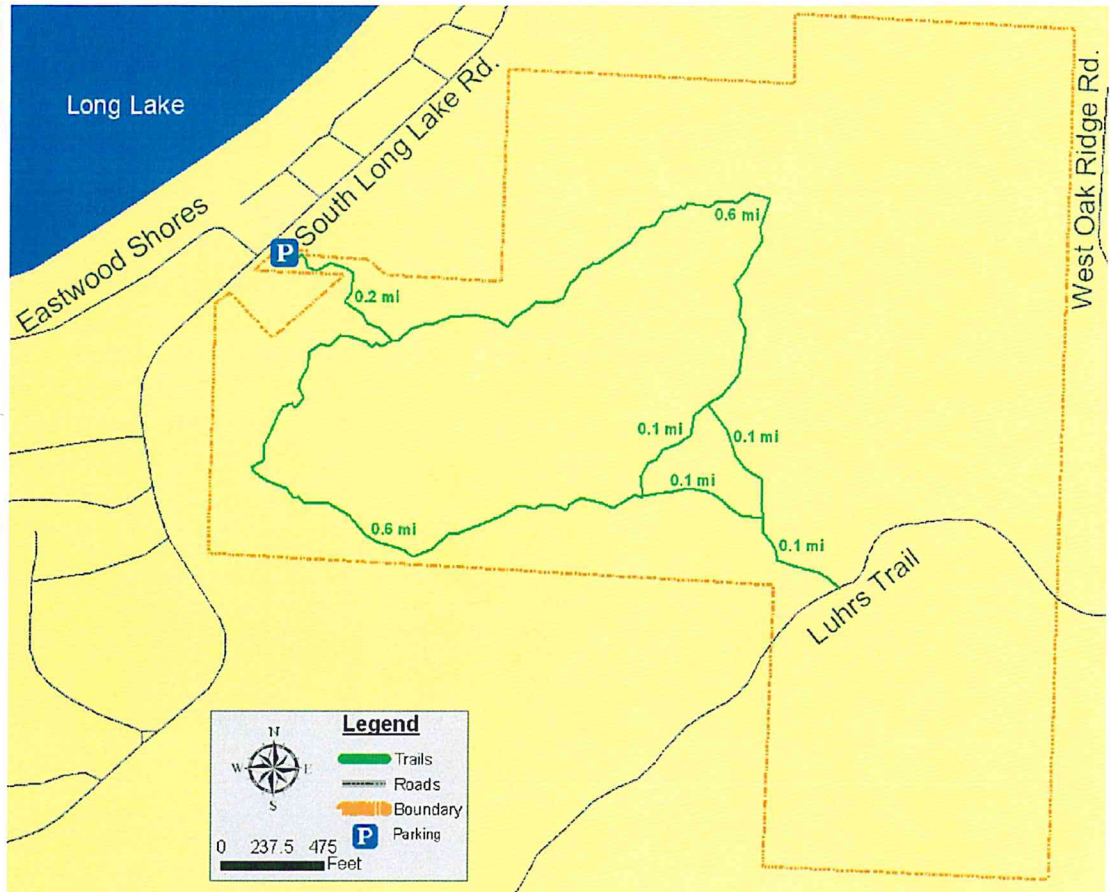 Long Lake
South Long Lake Rd.
West Oak Ridge Rd.
Eastwood Shores
P
0.6 mi
0.2 mi
0.1 mi
0.1 mi
0.1 mi
0.6 mi
0.1 mi
Luhrs Trail
Legend
N
W E
S
Trails
Roads
Boundary
P Parking
0 237.5 475
Feet